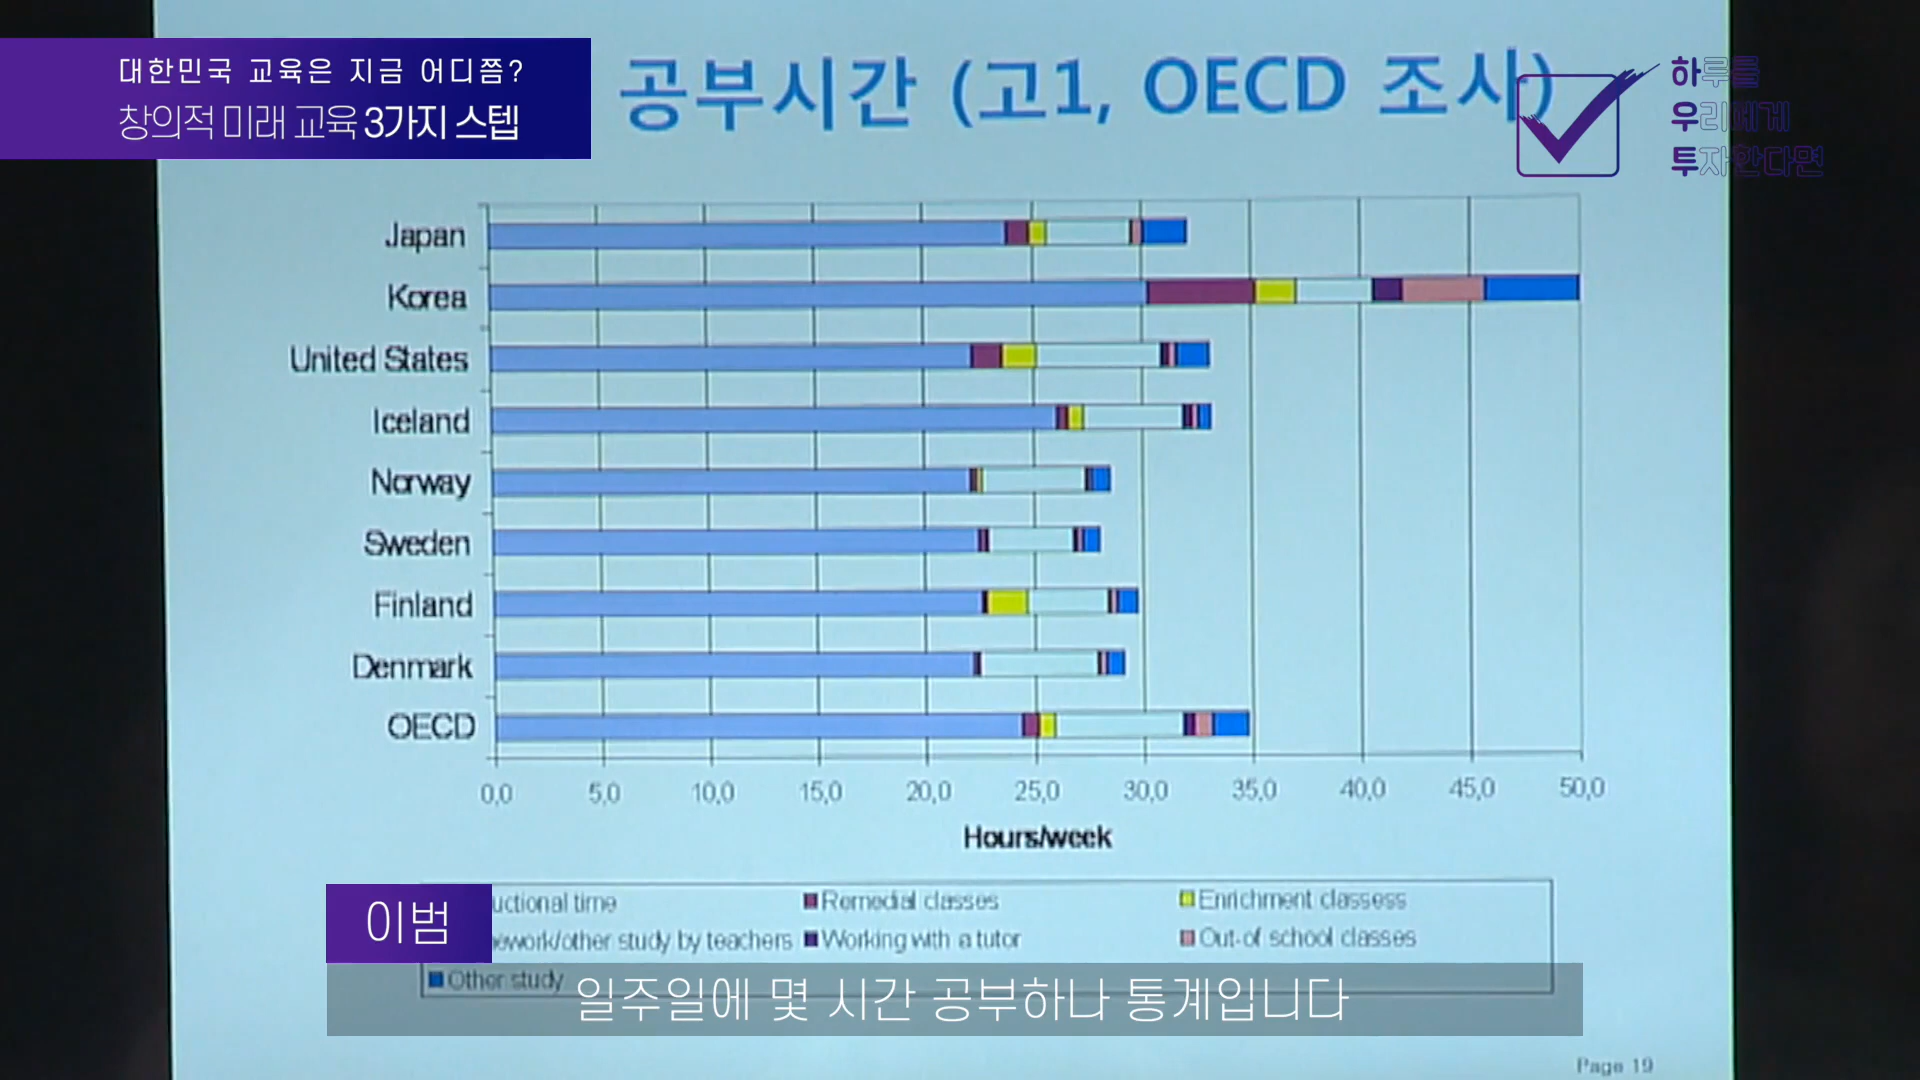 대한민국 교육은 지금 어디쯤?
창의적 미래 교육 3가지 스텝
공부시간 (고1, OECD 조사)
하루를
우리에게
투자한다면
Japan
Korea
United States
Iceland
Norway
Sweden
Finland
Denmark
OECD
0,0 5,0 10,0 15,0 20,0 25,0 30,0 35,0 40,0 45,0 50,0
Hours/week
uctional time Remedial classes Enrichment classess
ework/other study by teachers Working with a tutor Out-of school classes
Other study
이범
일주일에 몇 시간 공부하나 통계입니다
Page 19